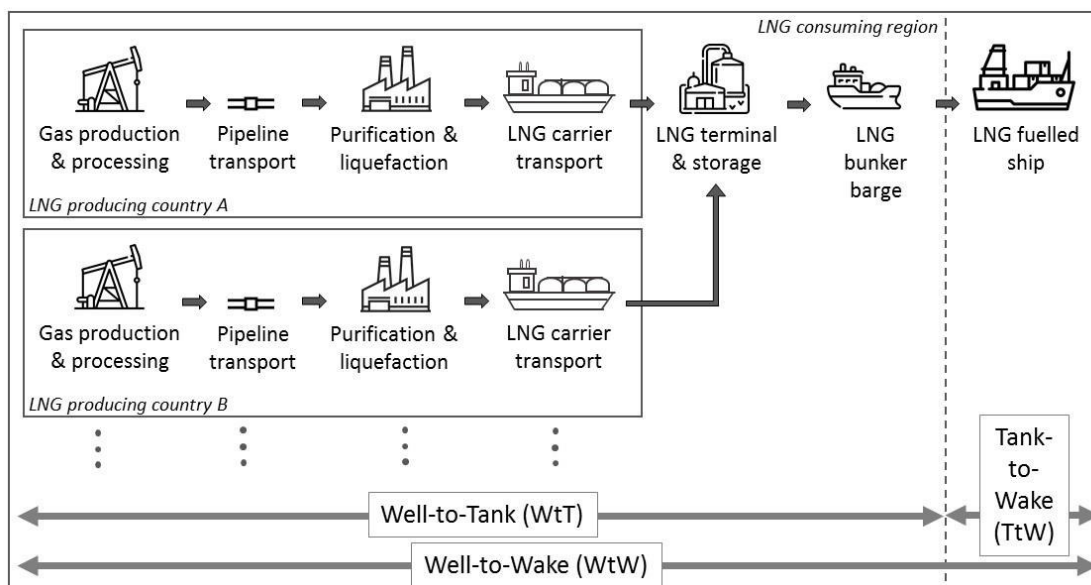 LNG consuming region
Gas production
& processing
Pipeline
transport
Purification &
liquefaction
LNG carrier
transport
LNG terminal
& storage
LNG
bunker
barge
LNG fuelled
ship
LNG producing country A
Gas production
& processing
Pipeline
transport
Purification &
liquefaction
LNG carrier
transport
LNG producing country B
Tank-
to-
Wake
(TtW)
Well-to-Tank (WtT)
Well-to-Wake (WtW)